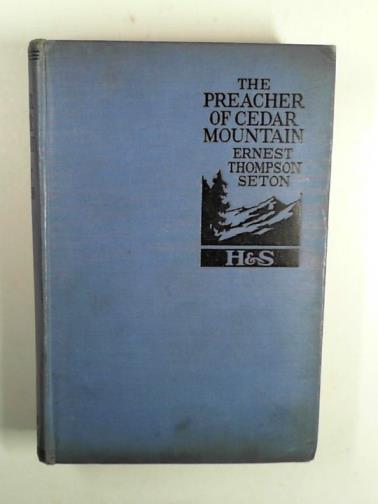 THE
PREACHER
OF CEDAR
MOUNTAIN
ERNEST
THOMPSON
SETON
H&S